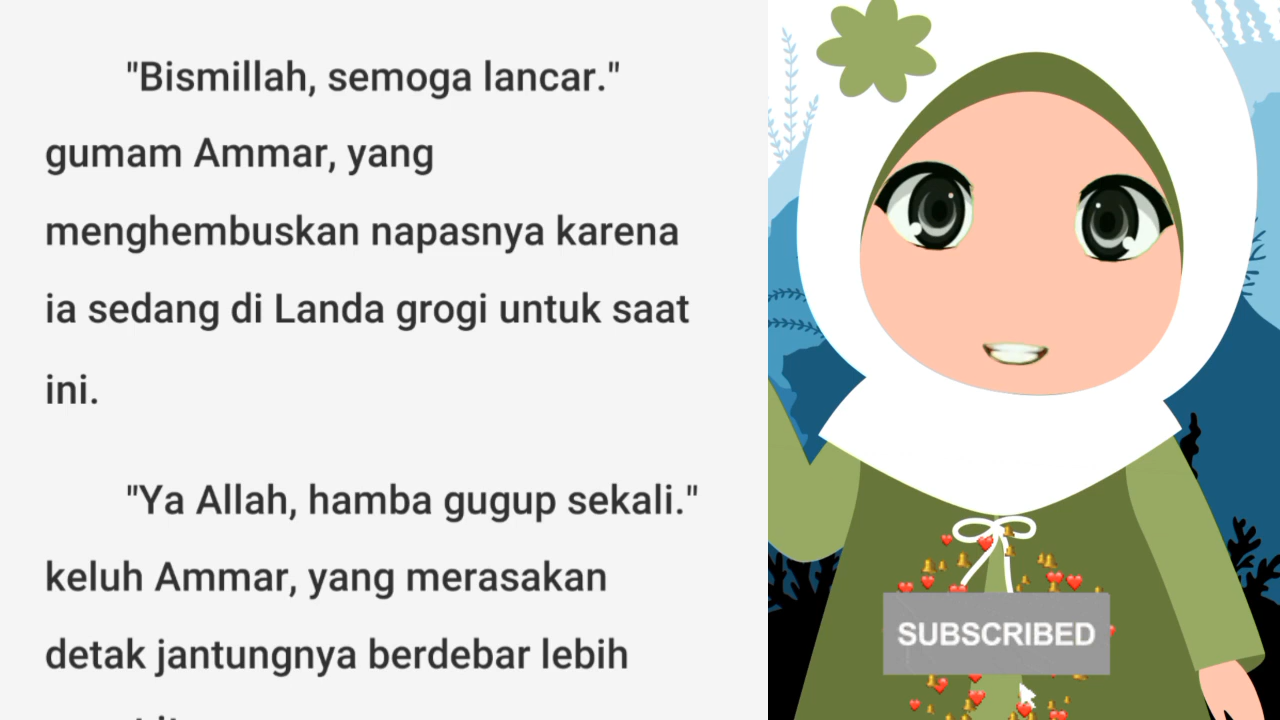 "Bismillah, semoga lancar."
gumam Ammar, yang
menghembuskan napasnya karena
ia sedang di Landa grogi untuk saat
ini.
"Ya Allah, hamba gugup sekali."
keluh Ammar, yang merasakan
detak jantungnya berdebar lebih
SUBSCRIBED